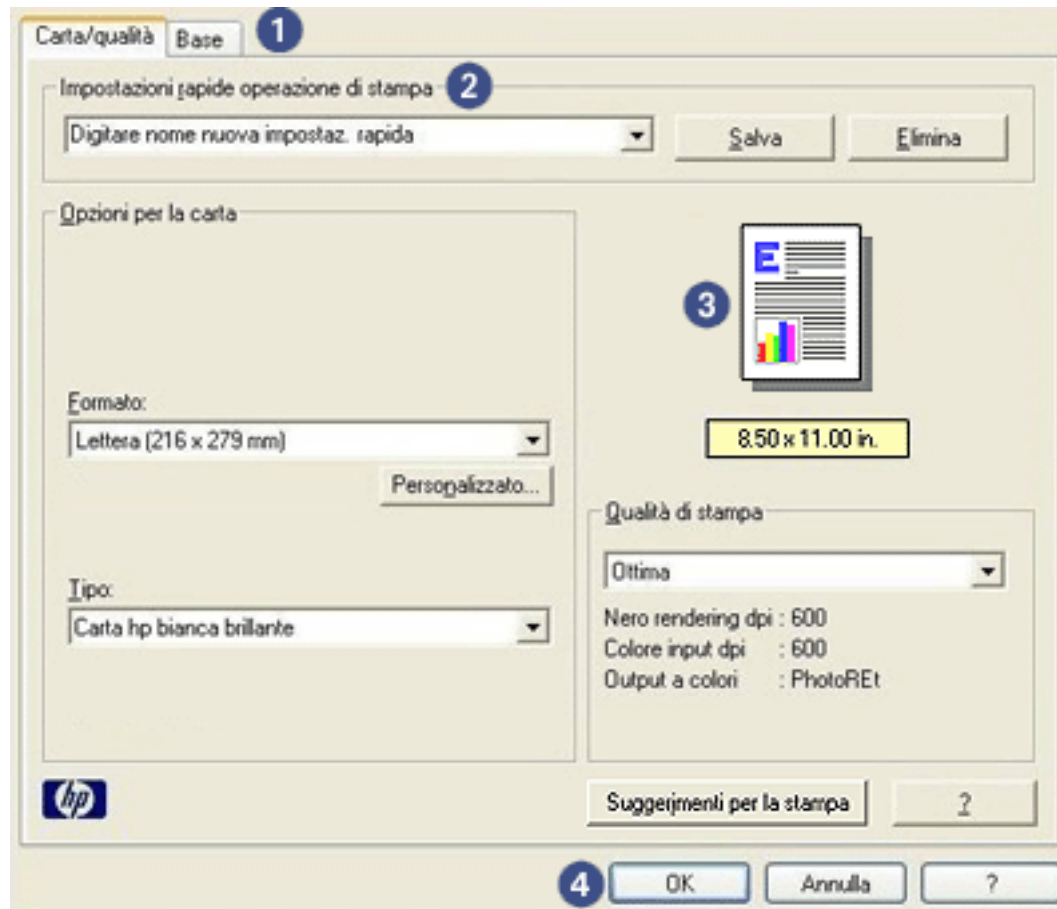 Carta/qualità Base 1
Impostazioni rapide operazione di stampa 2
Digitare nome nuova impostaz. rapida Salva Elimina
Opzioni per la carta
E
3
Formato:
Lettera (216 x 279 mm)
8.50 x 11.00 in.
Personalizzato...
Qualità di stampa
Ottima
Tipo:
Carta hp bianca brillante
Nero rendering dpi : 600
Colore input dpi : 600
Output a colori : PhotoREt
hp
Suggerimenti per la stampa ?
4 OK Annulla ?